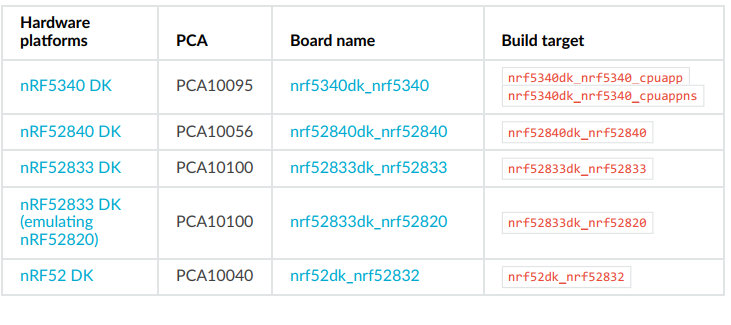 Hardware platforms PCA Board name Build target
nRF5340 DK PCA10095 nrf5340dk_nrf5340 nrf5340dk_nrf5340_cpuapp
nrf5340dk_nrf5340_cpuappns
nRF52840 DK PCA10056 nrf52840dk_nrf52840 nrf52840dk_nrf52840
nRF52833 DK PCA10100 nrf52833dk_nrf52833 nrf52833dk_nrf52833
nRF52833 DK
(emulating
nRF52820) PCA10100 nrf52833dk_nrf52820 nrf52833dk_nrf52820
nRF52 DK PCA10040 nrf52dk_nrf52832 nrf52dk_nrf52832